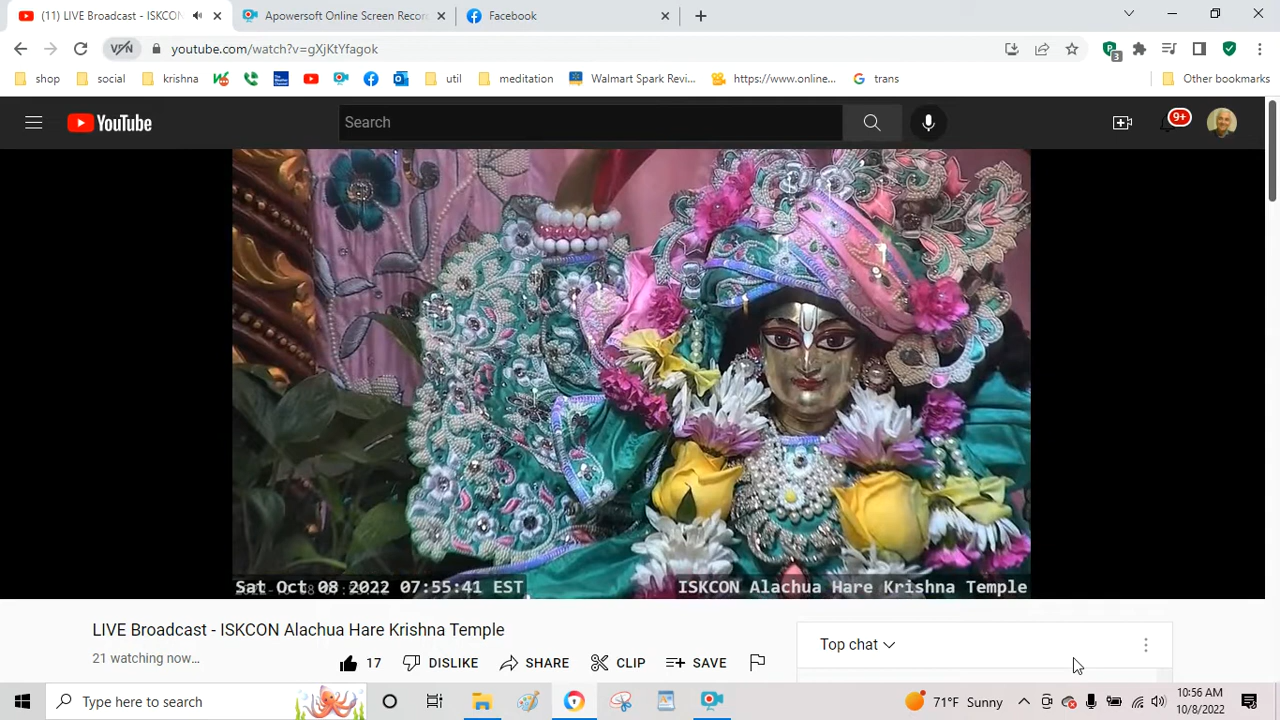 (11) LIVE Broadcast - ISKCON
Apowersoft Online Screen Recor
Facebook
VPN
youtube.com/watch?v=gXjKtYfagok
3
shop
social
krishna
util
meditation
Walmart Spark Revi...
https://www.online...
trans
Other bookmarks
YouTube
Search
9+
Sat Oct 08 2022 07:55:41 EST
ISKCON Alachua Hare Krishna Temple
LIVE Broadcast - ISKCON Alachua Hare Krishna Temple
21 watching now...
17
DISLIKE
SHARE
CLIP
SAVE
Top chat
Type here to search
71°F Sunny
10:56 AM
10/8/2022